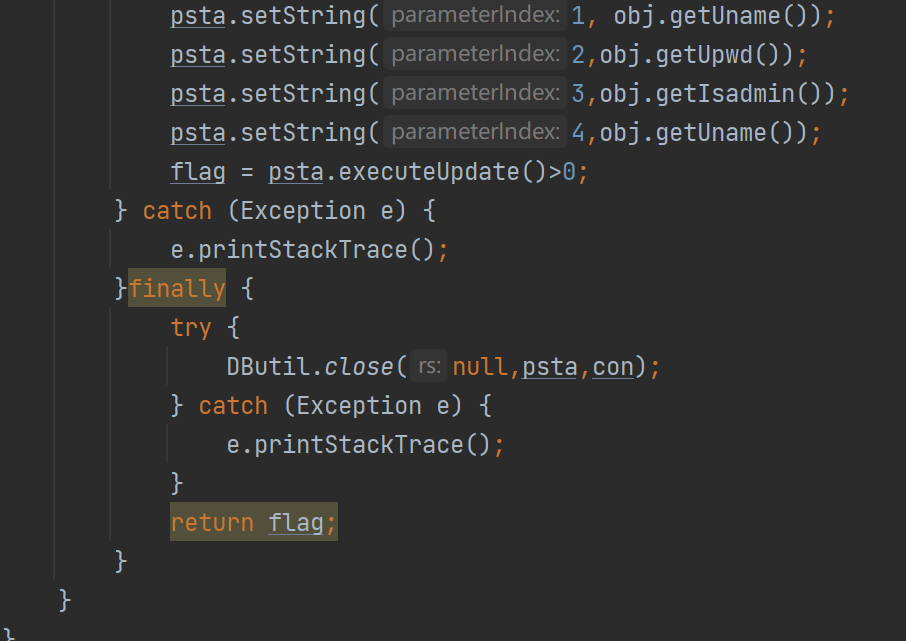 psta.setString( parameterIndex: 1, obj.getUname());
psta.setString( parameterIndex: 2,obj.getUpwd());
psta.setString( parameterIndex: 3,obj.getIsadmin());
psta.setString( parameterIndex: 4,obj.getUname());
flag = psta.executeUpdate()>0;
} catch (Exception e) {
e.printStackTrace();
}finally {
try {
DButil.close( rs: null,psta,con);
} catch (Exception e) {
e.printStackTrace();
}
return flag;
}
}
}